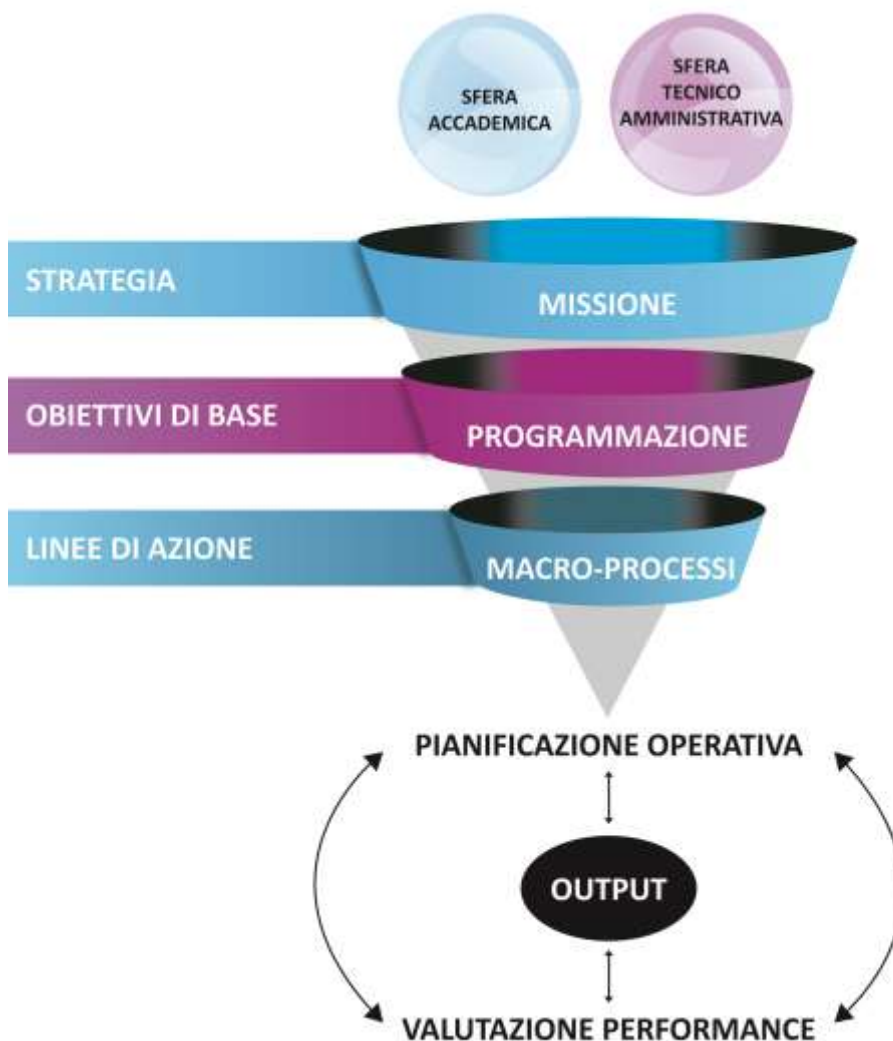 SFERA
ACCADEMICA
SFERA
TECNICO
AMMINISTRATIVA
STRATEGIA
MISSIONE
OBIETTIVI DI BASE
PROGRAMMAZIONE
LINEE DI AZIONE
MACRO-PROCESSI
PIANIFICAZIONE OPERATIVA
OUTPUT
VALUTAZIONE PERFORMANCE